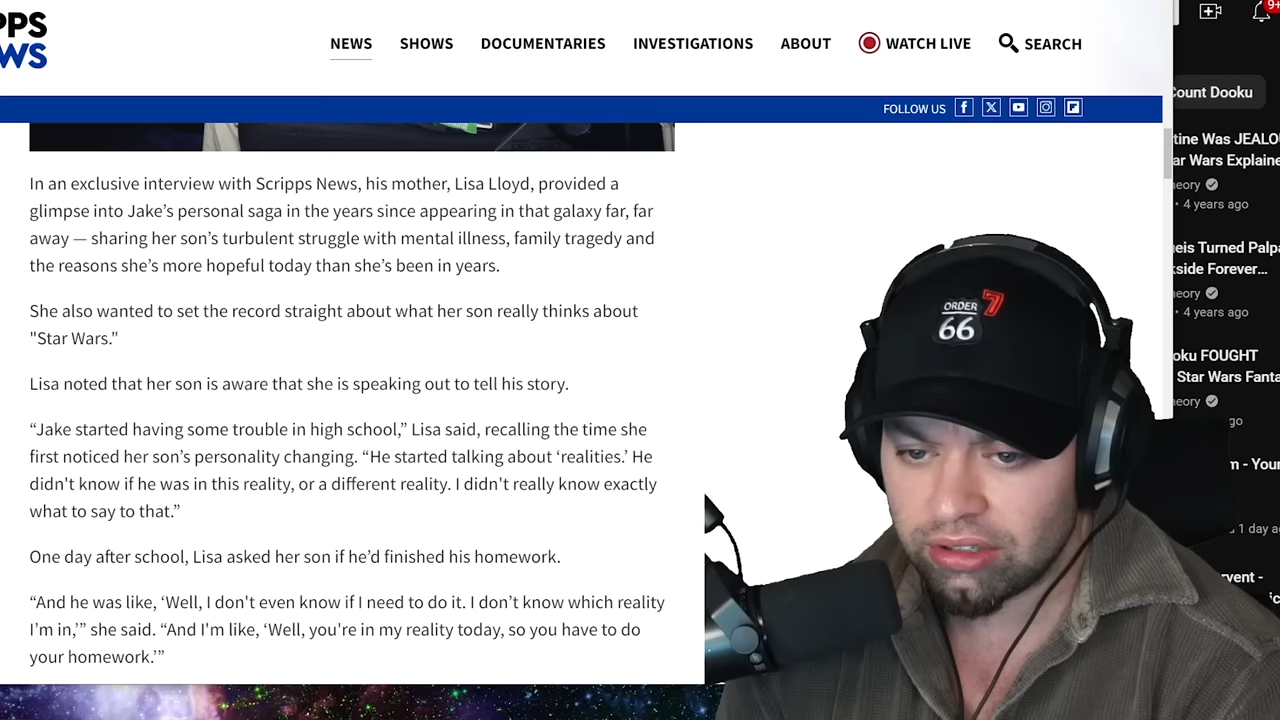 PPS
WS
NEWS SHOWS DOCUMENTARIES INVESTIGATIONS ABOUT WATCH LIVE SEARCH
9+
FOLLOW US
In an exclusive interview with Scripps News, his mother, Lisa Lloyd, provided a
glimpse into Jake’s personal saga in the years since appearing in that galaxy far, far
away — sharing her son’s turbulent struggle with mental illness, family tragedy and
the reasons she’s more hopeful today than she’s been in years.
She also wanted to set the record straight about what her son really thinks about
"Star Wars."
Lisa noted that her son is aware that she is speaking out to tell his story.
“Jake started having some trouble in high school,” Lisa said, recalling the time she
first noticed her son’s personality changing. “He started talking about ‘realities.’ He
didn't know if he was in this reality, or a different reality. I didn't really know exactly
what to say to that.”
One day after school, Lisa asked her son if he’d finished his homework.
“And he was like, ‘Well, I don't even know if I need to do it. I don’t know which reality
I’m in,’” she said. “And I'm like, ‘Well, you're in my reality today, so you have to do
your homework.’”
ORDER
66
7
Count Dooku
tine Was JEALO
ar Wars Explaine
eory
• 4 years ago
eis Turned Palpa
kside Forever...
eory
• 4 years ago
oku FOUGHT
Star Wars Fanta
eory
go
m - Your
1 day ag
vent -